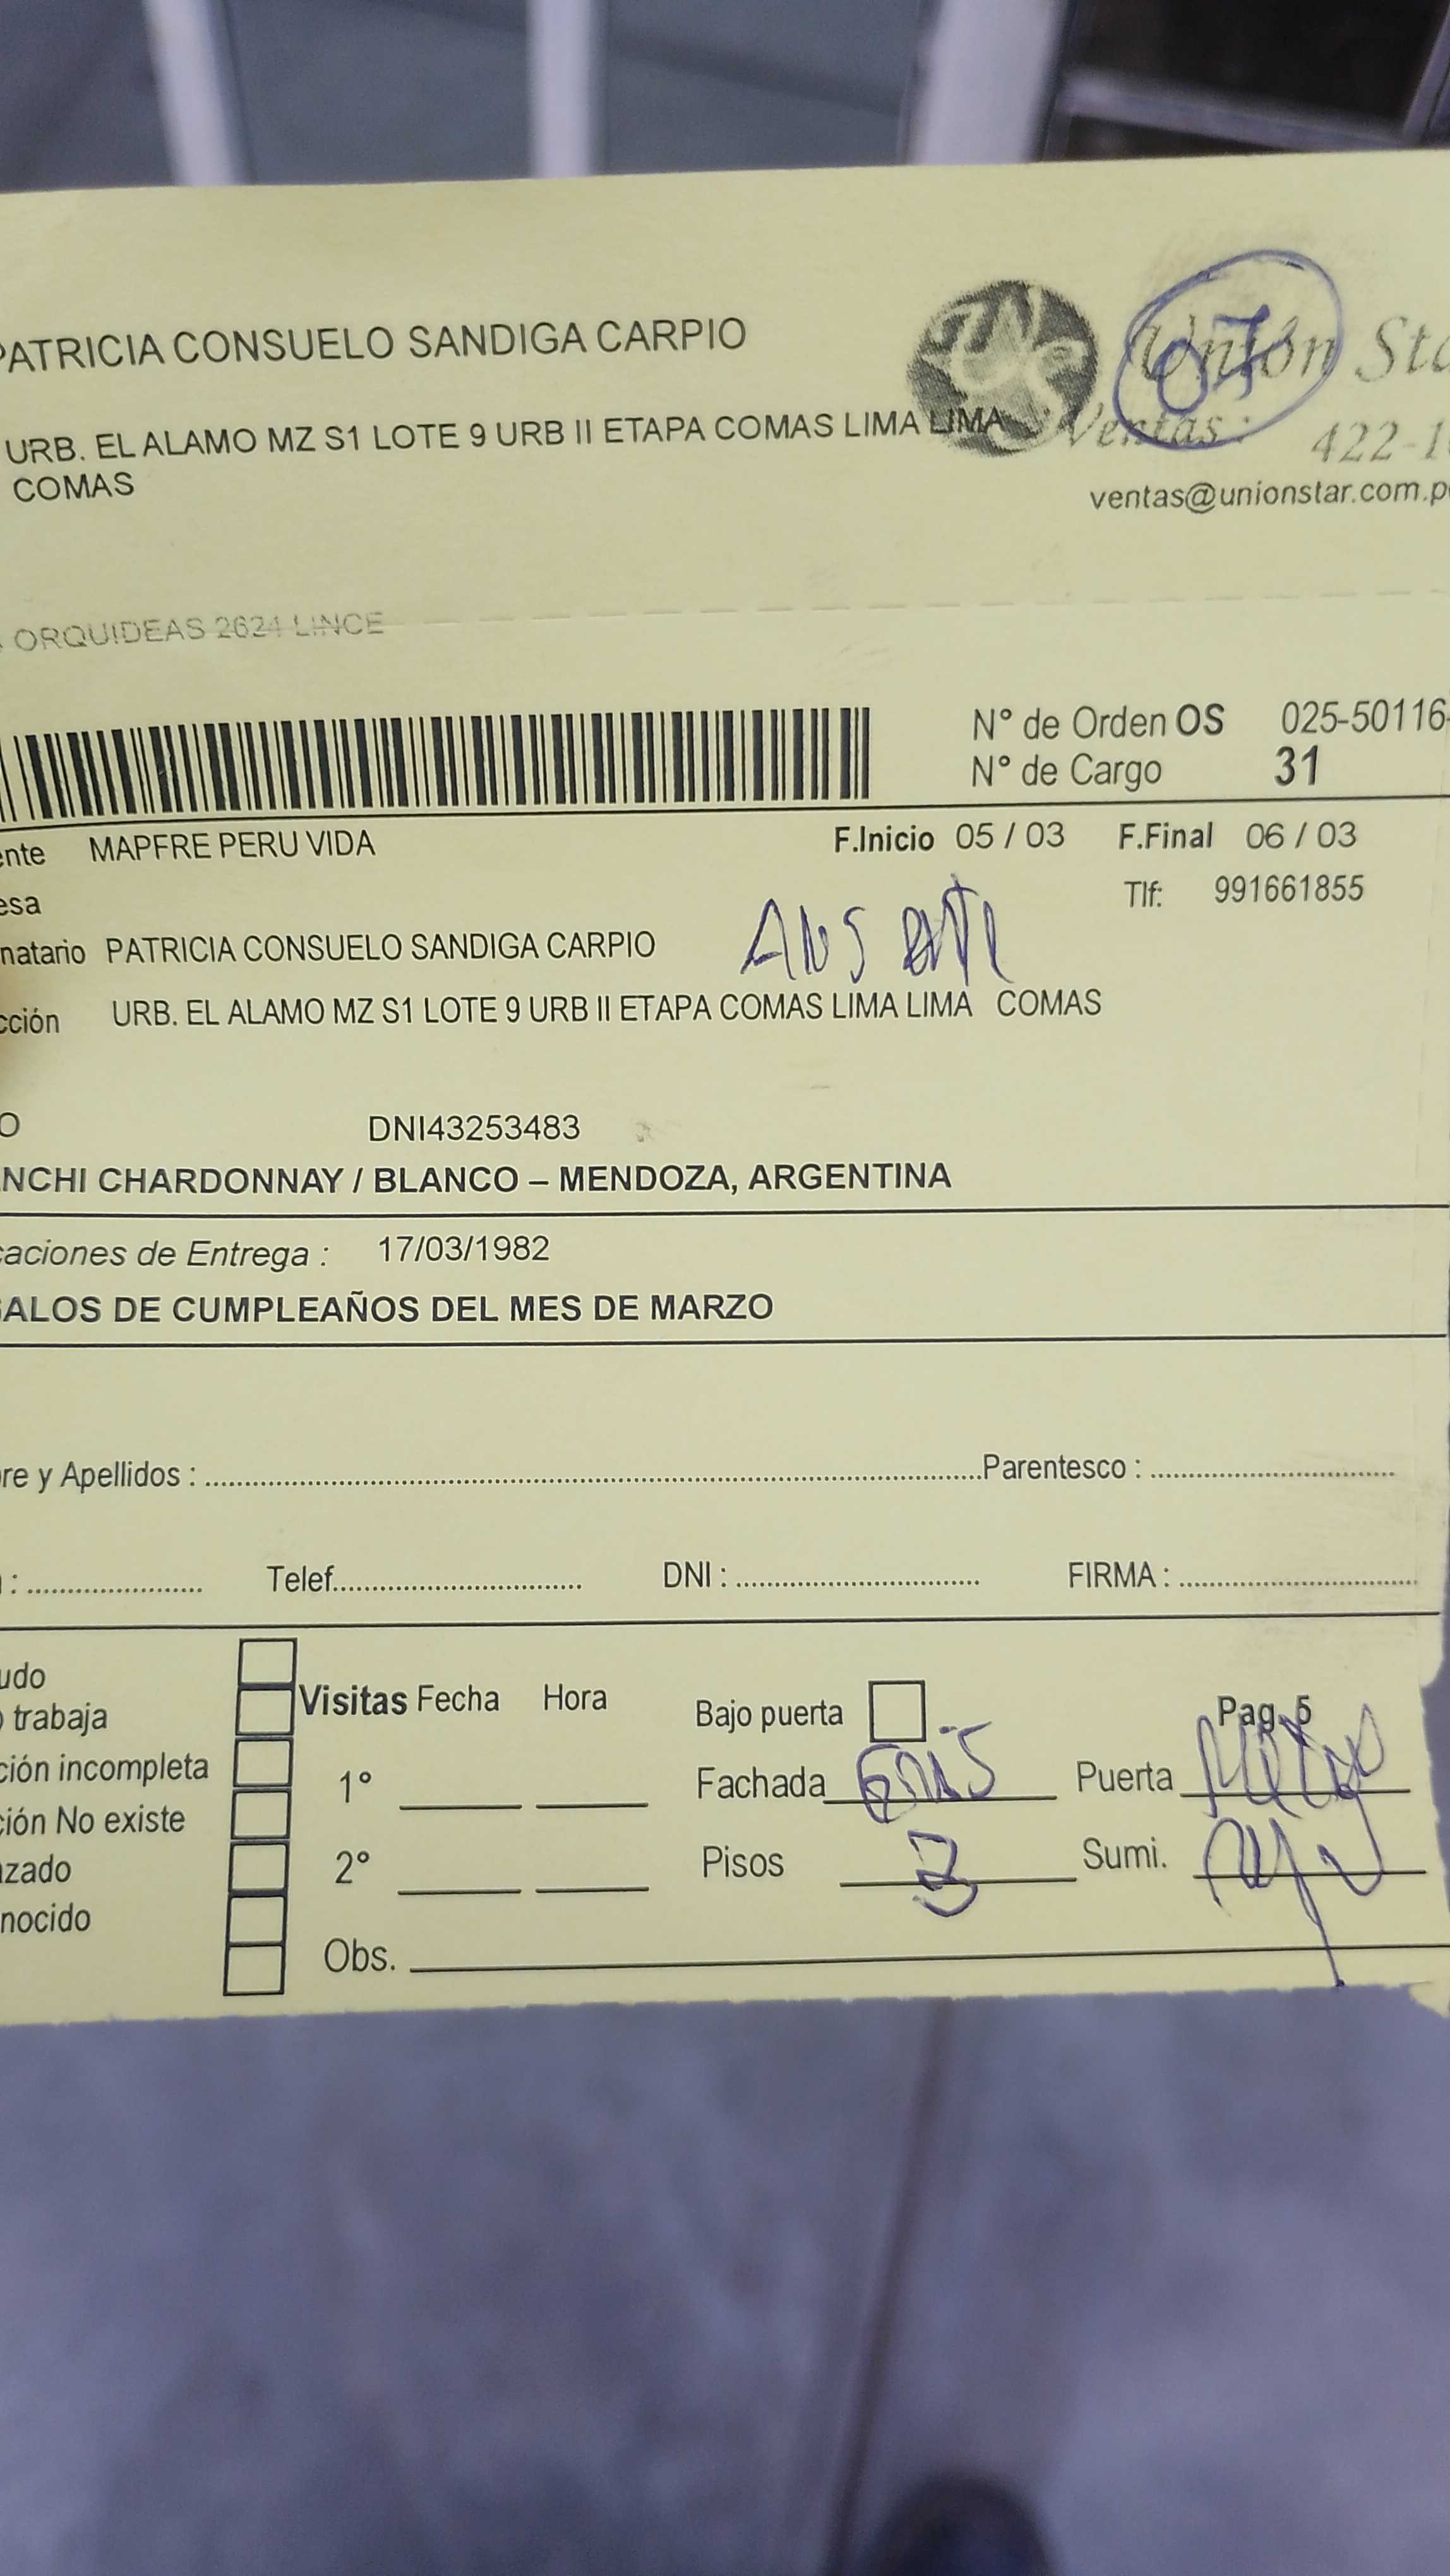 PATRICIA CONSUELO SANDIGA CARPIO
07
Unión Sta
URB. EL ALAMO MZ S1 LOTE 9 URB II ETAPA COMAS LIMA LIMA
Ventas :
COMAS
422-1
ventas@unionstar.com.p
ORQUIDEAS 2624 LINCE
N° de Orden OS 025-50116-
N° de Cargo 31
nte MAPFRE PERU VIDA F.Inicio 05 / 03 F.Final 06 / 03
esa Tlf: 991661855
natario PATRICIA CONSUELO SANDIGA CARPIO
AUSENTE
cción URB. EL ALAMO MZ S1 LOTE 9 URB II ETAPA COMAS LIMA LIMA COMAS
O DNI43253483
NCHI CHARDONNAY / BLANCO – MENDOZA, ARGENTINA
caciones de Entrega : 17/03/1982
GALOS DE CUMPLEAÑOS DEL MES DE MARZO
re y Apellidos : Parentesco :
: Telef. DNI : FIRMA :
udo
trabaja
Visitas Fecha Hora Bajo puerta Pag. 5
ción incompleta
1° Fachada GRIS Puerta
ción No existe
2° Pisos 3 Sumi.
zado
nocido
Obs.